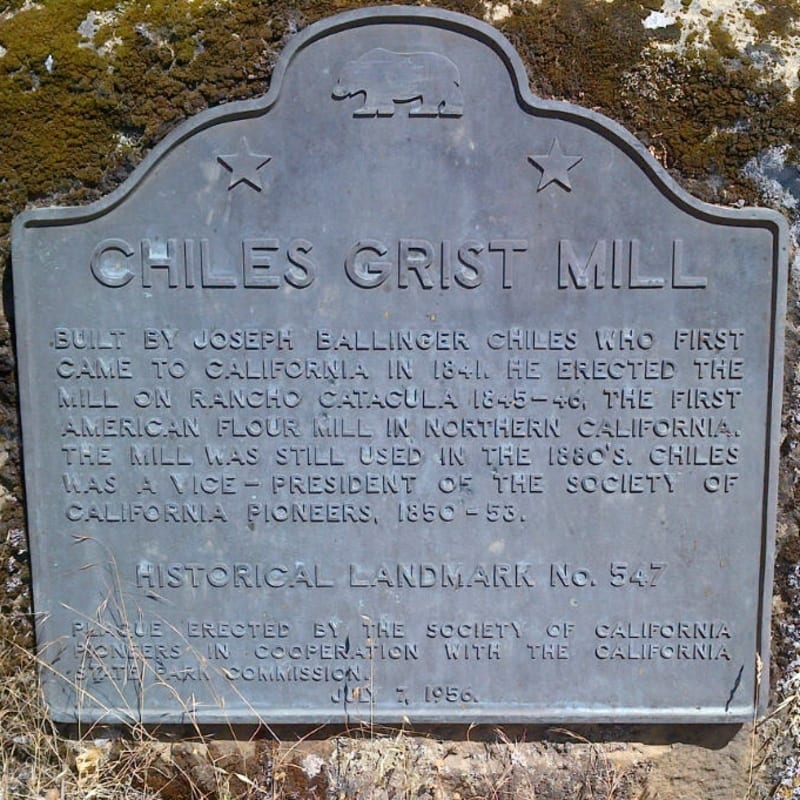 CHILES GRIST MILL
BUILT BY JOSEPH BALLINGER CHILES WHO FIRST
CAME TO CALIFORNIA IN 1841. HE ERECTED THE
MILL ON RANCHO CATACULA 1845-46, THE FIRST
AMERICAN FLOUR MILL IN NORTHERN CALIFORNIA.
THE MILL WAS STILL USED IN THE 1880'S. CHILES
WAS A VICE-PRESIDENT OF THE SOCIETY OF
CALIFORNIA PIONEERS, 1850-53.
HISTORICAL LANDMARK No. 547
PLAQUE ERECTED BY THE SOCIETY OF CALIFORNIA
PIONEERS IN COOPERATION WITH THE CALIFORNIA
STATE PARK COMMISSION.
JULY 7, 1956.